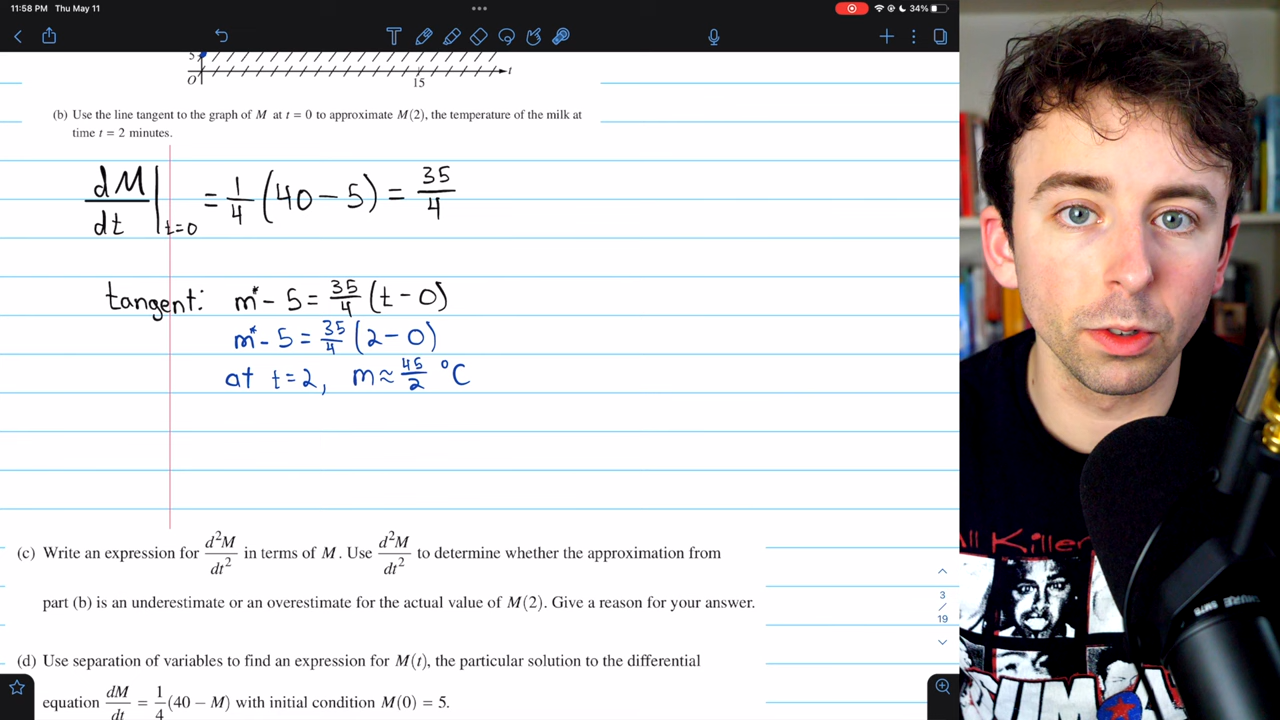 11:58 PM Thu May 11
34%
5
O
15
t
(b) Use the line tangent to the graph of M at t = 0 to approximate M(2), the temperature of the milk at
time t = 2 minutes.
dM/dt |t=0 = 1/4 (40 − 5) = 35/4
tangent: m* - 5 = 35/4 (t - 0)
m* - 5 = 35/4 (2 - 0)
at t = 2, m ≈ 45/2 °C
(c) Write an expression for d²M/dt² in terms of M. Use d²M/dt² to determine whether the approximation from
part (b) is an underestimate or an overestimate for the actual value of M(2). Give a reason for your answer.
3
/
19
(d) Use separation of variables to find an expression for M(t), the particular solution to the differential
equation dM/dt = 1/4 (40 − M) with initial condition M(0) = 5.
Killer
SUM